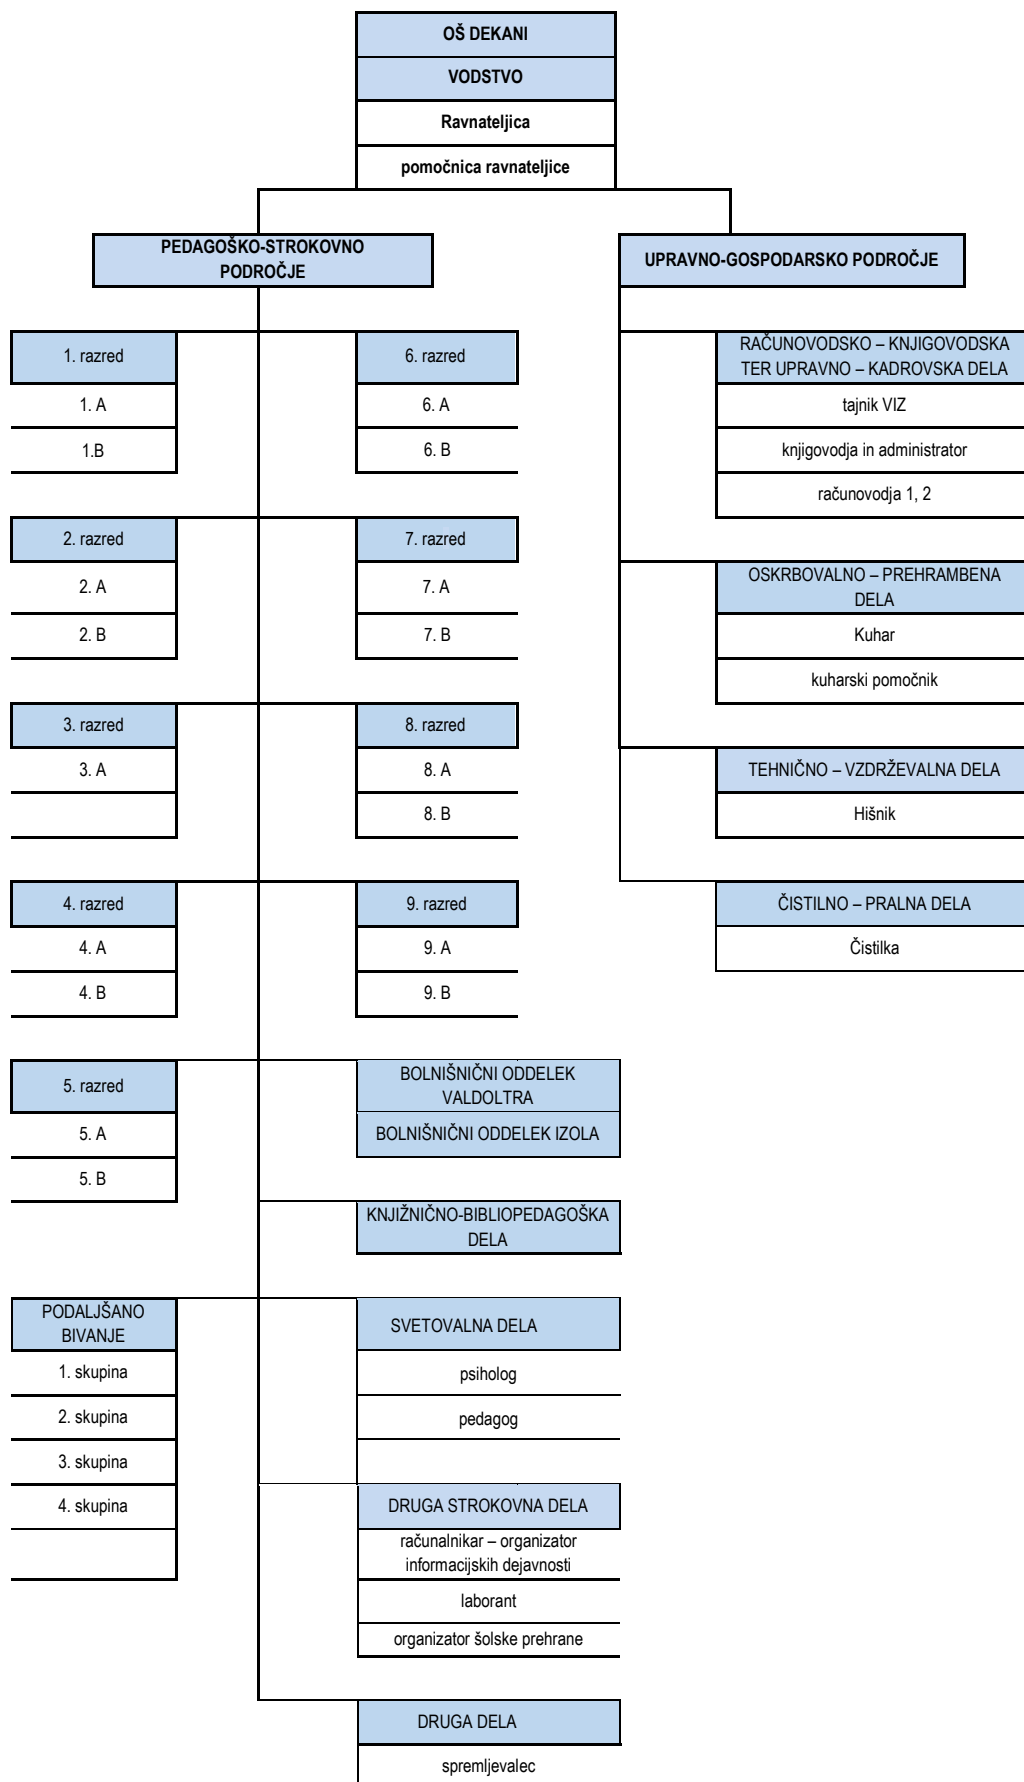 OŠ DEKANI
VODSTVO
Ravnateljica
pomočnica ravnateljice
PEDAGOŠKO-STROKOVNO
PODROČJE
1. razred
1. A
1.B
2. razred
2. A
2. B
3. razred
3. A
4. razred
4. A
4. B
5. razred
5. A
5. B
PODALJŠANO
BIVANJE
1. skupina
2. skupina
3. skupina
4. skupina
6. razred
6. A
6. B
7. razred
7. A
7. B
8. razred
8. A
8. B
9. razred
9. A
9. B
BOLNIŠNIČNI ODDELEK
VALDOLTRA
BOLNIŠNIČNI ODDELEK IZOLA
KNJIŽNIČNO-BIBLIOPEDAGOŠKA
DELA
SVETOVALNA DELA
psiholog
pedagog
DRUGA STROKOVNA DELA
računalnikar – organizator
informacijskih dejavnosti
laborant
organizator šolske prehrane
DRUGA DELA
spremljevalec
UPRAVNO-GOSPODARSKO PODROČJE
RAČUNOVODSKO – KNJIGOVODSKA
TER UPRAVNO – KADROVSKA DELA
tajnik VIZ
knjigovodja in administrator
računovodja 1, 2
OSKRBOVALNO – PREHRAMBENA
DELA
Kuhar
kuharski pomočnik
TEHNIČNO – VZDRŽEVALNA DELA
Hišnik
ČISTILNO – PRALNA DELA
Čistilka